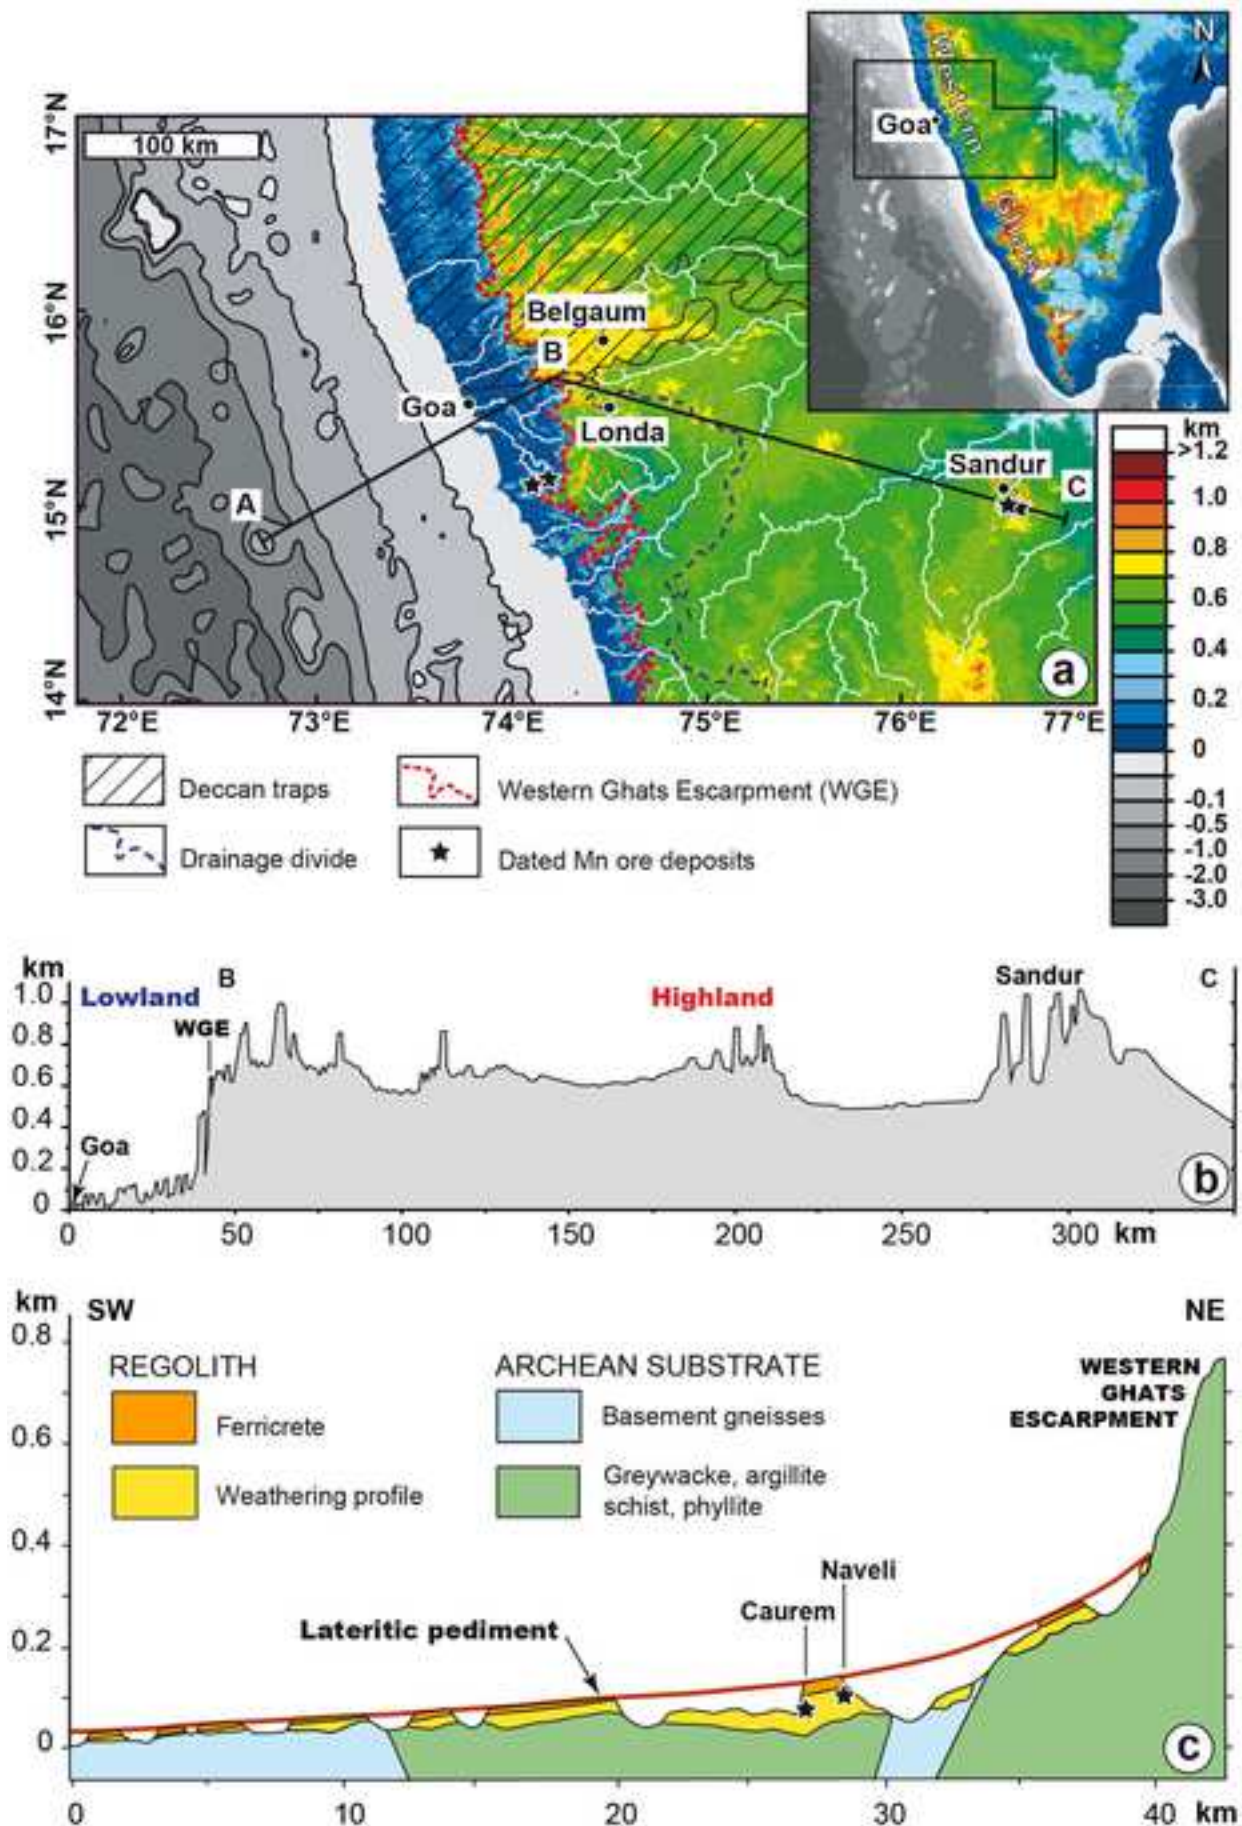 N
Western
Goa
Ghats
17°N
100 km
16°N
Belgaum
B
Goa
Londa
Sandur
15°N
A
C
14°N
a
72°E 73°E 74°E 75°E 76°E 77°E
km
>1.2
1.0
0.8
0.6
0.4
0.2
0
-0.1
-0.5
-1.0
-2.0
-3.0
Deccan traps
Western Ghats Escarpment (WGE)
Drainage divide
Dated Mn ore deposits
km
B
Sandur
C
1.0
Lowland
Highland
WGE
0.8
0.6
0.4
Goa
0.2
b
0
0 50 100 150 200 250 300 km
km
SW
NE
0.8
REGOLITH
ARCHEAN SUBSTRATE
WESTERN
GHATS
ESCARPMENT
Ferricrete
Basement gneisses
0.6
Weathering profile
Greywacke, argillite
schist, phyllite
0.4
Naveli
Caurem
Lateritic pediment
0.2
0
c
0 10 20 30 40 km